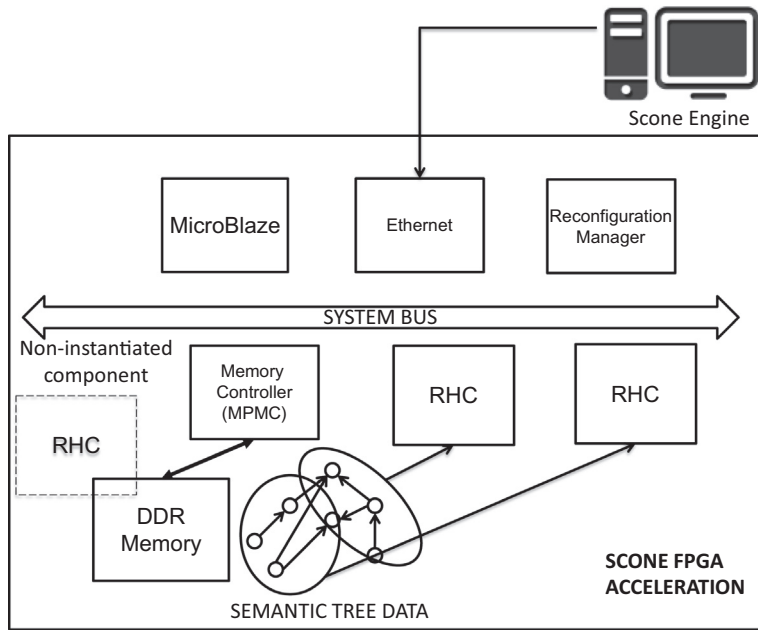 Scone Engine
MicroBlaze
Ethernet
Reconfiguration
Manager
SYSTEM BUS
Non-instantiated
component
Memory
Controller
(MPMC)
RHC
RHC
RHC
DDR
Memory
SEMANTIC TREE DATA
SCONE FPGA
ACCELERATION